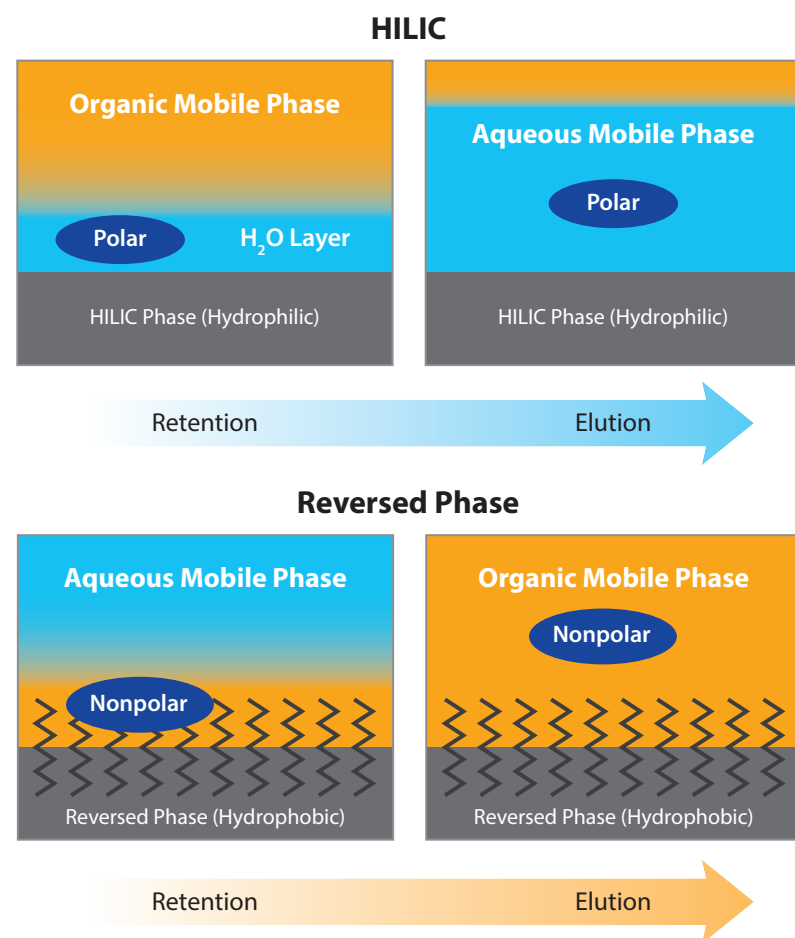 HILIC
Organic Mobile Phase
Polar
H₂O Layer
HILIC Phase (Hydrophilic)
Aqueous Mobile Phase
Polar
HILIC Phase (Hydrophilic)
Retention
Elution
Reversed Phase
Aqueous Mobile Phase
Nonpolar
Reversed Phase (Hydrophobic)
Organic Mobile Phase
Nonpolar
Reversed Phase (Hydrophobic)
Retention
Elution